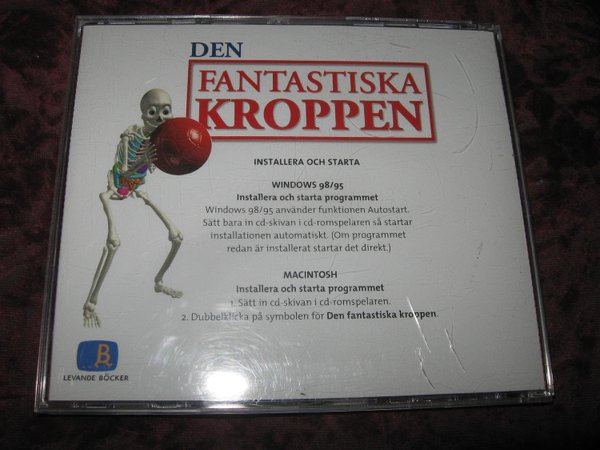 DEN
FANTASTISKA
KROPPEN
INSTALLERA OCH STARTA
WINDOWS 98/95
Installera och starta programmet
Windows 98/95 använder funktionen Autostart.
Sätt bara in cd-skivan i cd-romspelaren så startar
installationen automatiskt. (Om programmet
redan är installerat startar det direkt.)
MACINTOSH
Installera och starta programmet
1. Sätt in cd-skivan i cd-romspelaren.
2. Dubbelklicka på symbolen för Den fantastiska kroppen.
B
LEVANDE BÖCKER